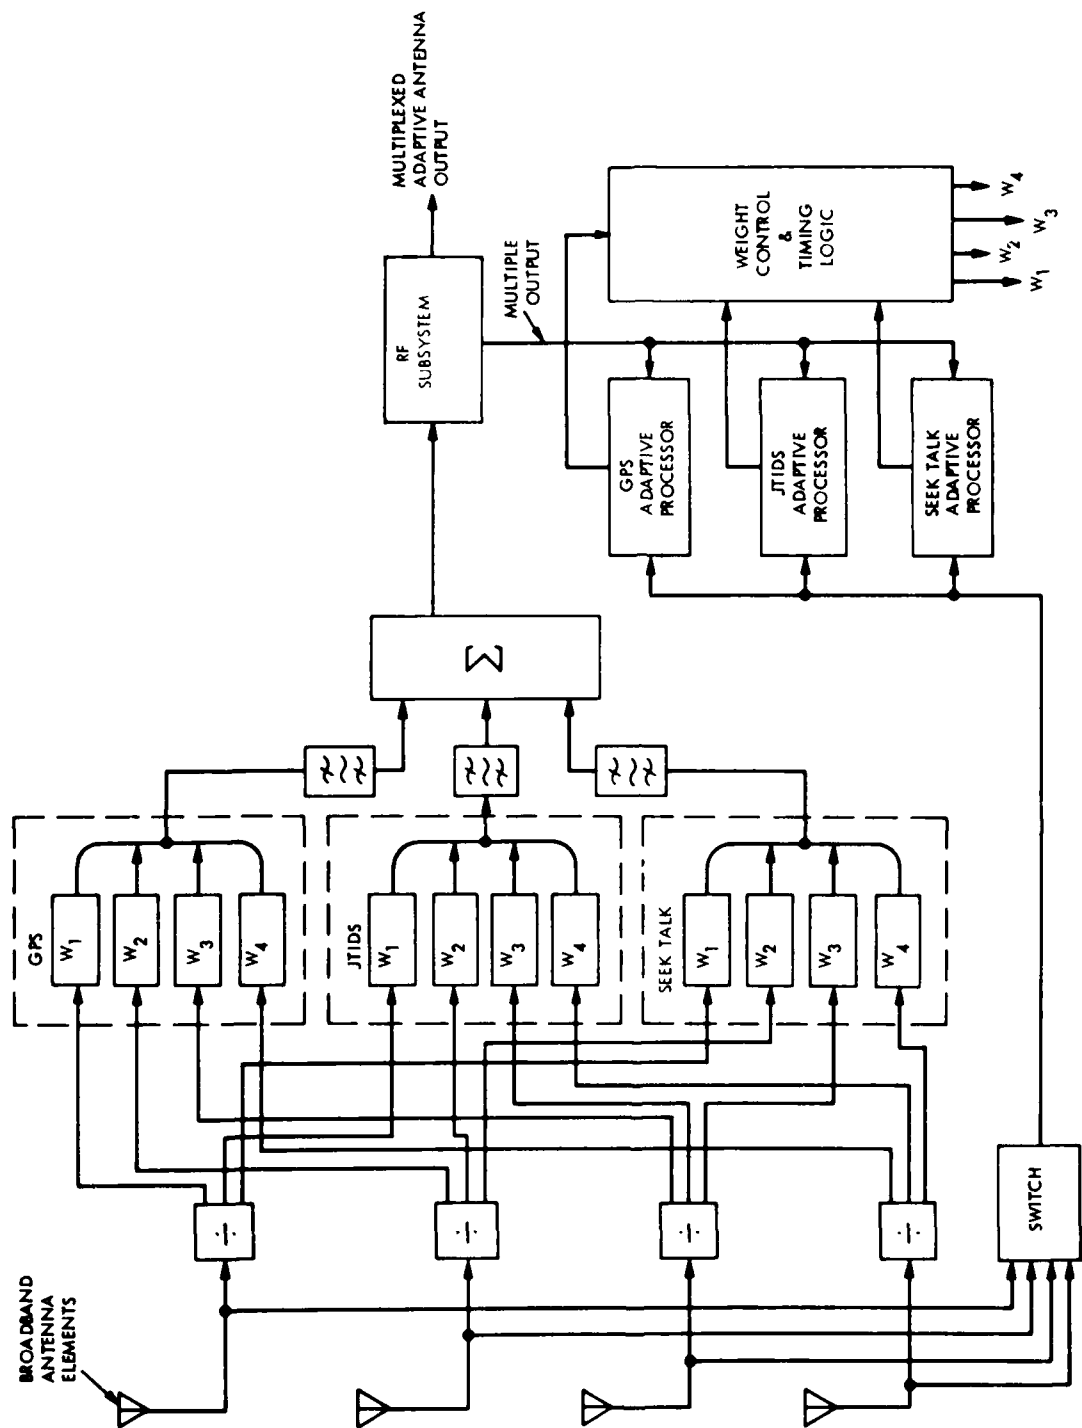 BROADBAND
ANTENNA
ELEMENTS
÷
÷
÷
÷
SWITCH
GPS
W1
W2
W3
W4
JTIDS
W1
W2
W3
W4
SEEK TALK
W1
W2
W3
W4
Σ
RF
SUBSYSTEM
MULTIPLEXED
ADAPTIVE ANTENNA
OUTPUT
MULTIPLE
OUTPUT
GPS
ADAPTIVE
PROCESSOR
JTIDS
ADAPTIVE
PROCESSOR
SEEK TALK
ADAPTIVE
PROCESSOR
WEIGHT
CONTROL
&
TIMING
LOGIC
W1
W2
W3
W4